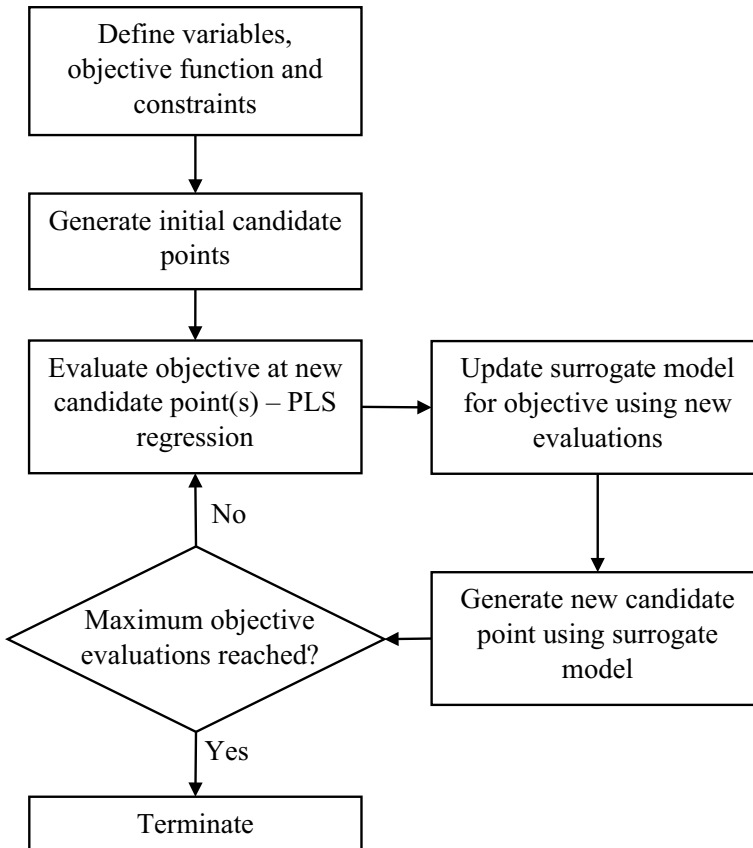 Define variables,
objective function and
constraints
Generate initial candidate
points
Evaluate objective at new
candidate point(s) – PLS
regression
Update surrogate model
for objective using new
evaluations
Generate new candidate
point using surrogate
model
Maximum objective
evaluations reached?
No
Yes
Terminate